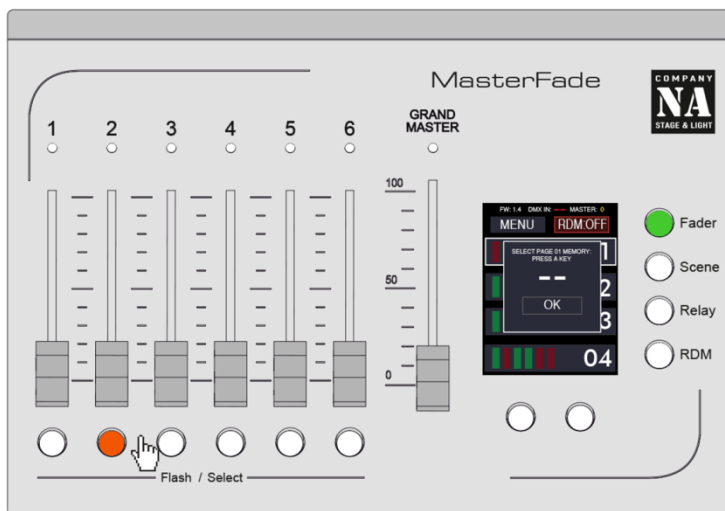 MasterFade
COMPANY
NA
STAGE & LIGHT
1 2 3 4 5 6
GRAND
MASTER
100
50
0
FW: 1.4 DMX IN: -- MASTER: 0
MENU RDM:OFF
SELECT PAGE 01 MEMORY:
PRESS A KEY
--
OK
1
2
3
04
Fader
Scene
Relay
RDM
Flash / Select